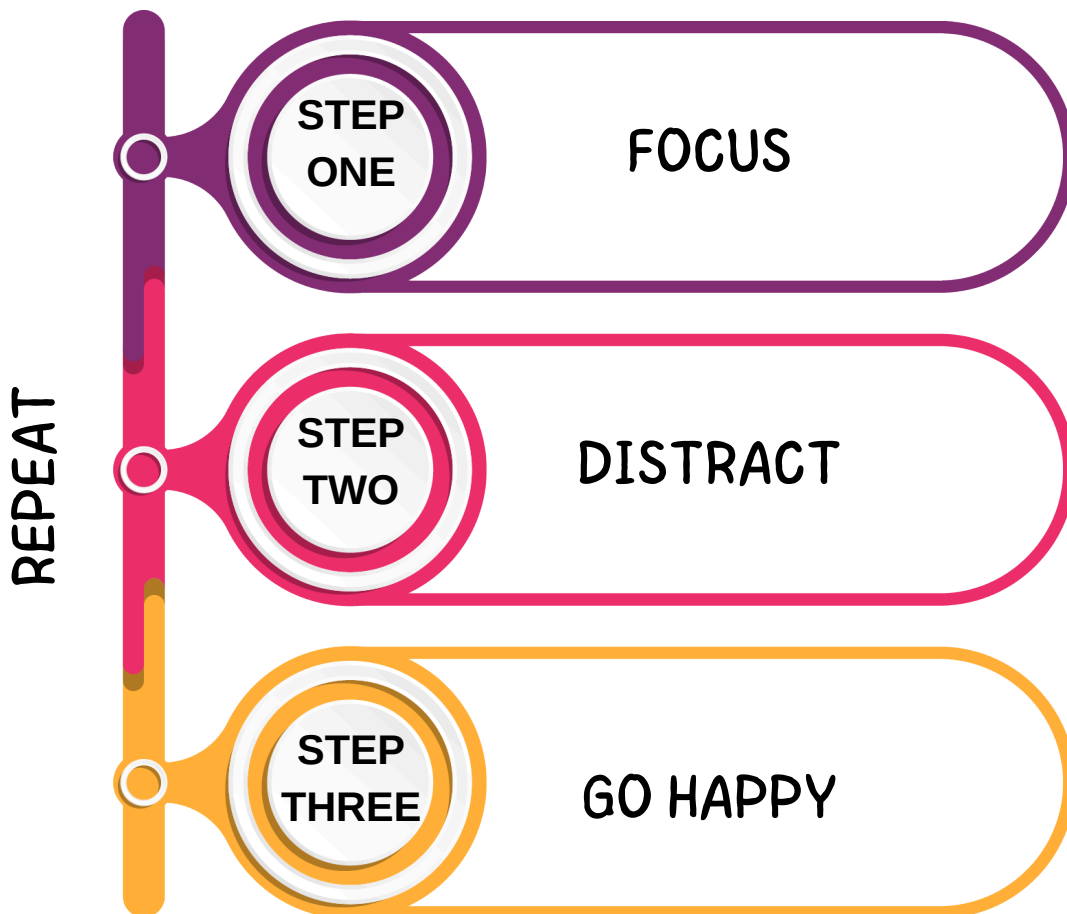 REPEAT
STEP
ONE
FOCUS
STEP
TWO
DISTRACT
STEP
THREE
GO HAPPY